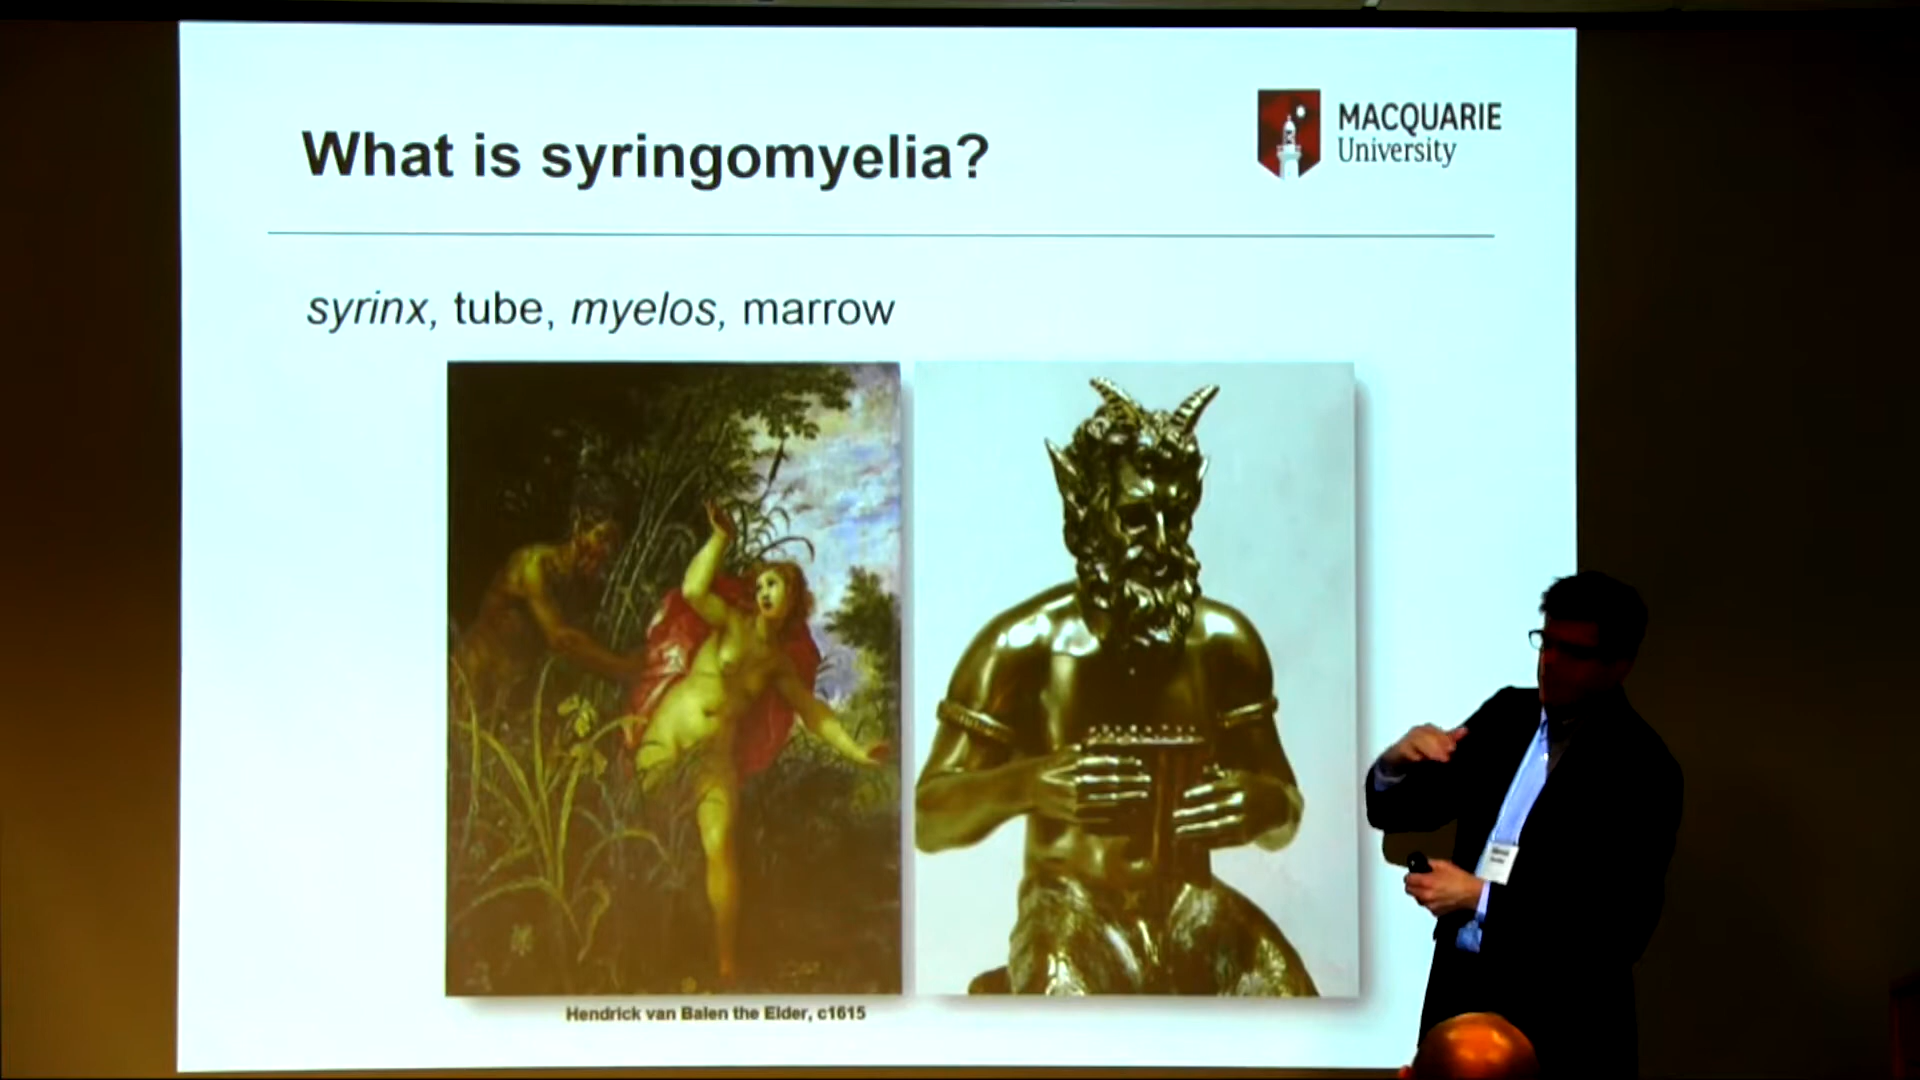 What is syringomyelia?
MACQUARIE
University
syrinx, tube, myelos, marrow
Hendrick van Balen the Elder, c1615